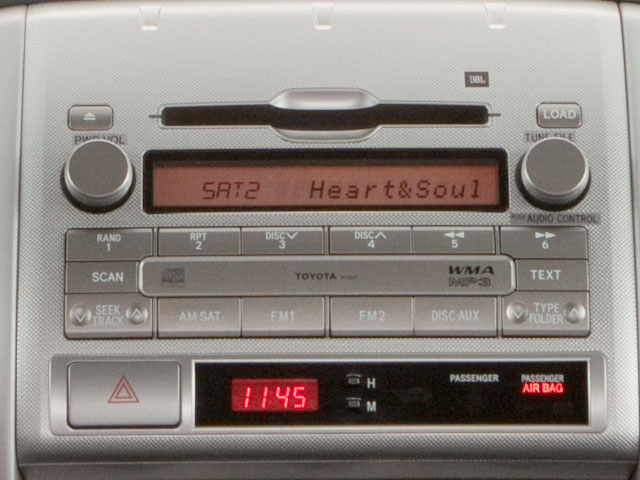 JBL
LOAD
PWR·VOL
TUNE·FILE
SAT2 Heart&Soul
PUSH AUDIO CONTROL
RAND 1
RPT 2
DISC 3
DISC 4
5
6
SCAN
TOYOTA
WMA
MP3
TEXT
SEEK
TRACK
AM·SAT
FM1
FM2
DISC·AUX
TYPE
FOLDER
11:45
H
M
PASSENGER
PASSENGER
AIR BAG